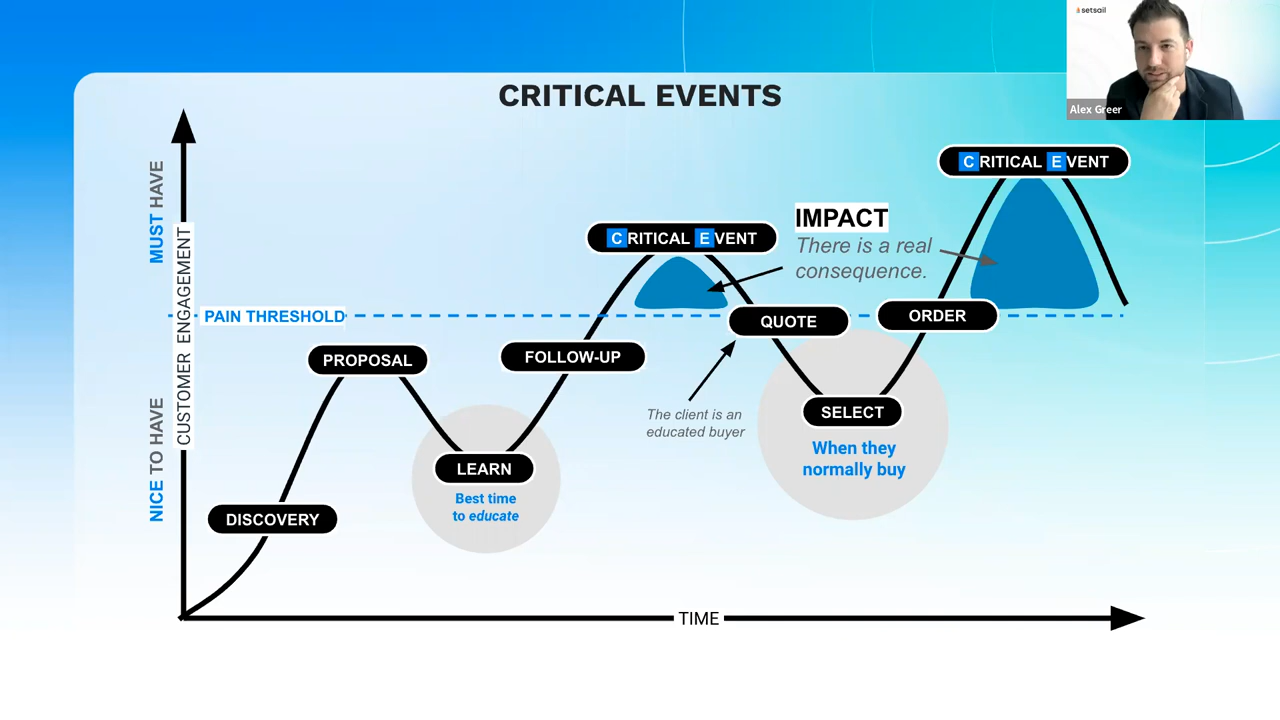 setsail
Alex Greer
CRITICAL EVENTS
MUST HAVE
NICE TO HAVE
CUSTOMER ENGAGEMENT
PAIN THRESHOLD
DISCOVERY
PROPOSAL
LEARN
Best time
to educate
FOLLOW-UP
CRITICAL EVENT
IMPACT
There is a real
consequence.
QUOTE
The client is an
educated buyer
SELECT
When they
normally buy
ORDER
CRITICAL EVENT
TIME